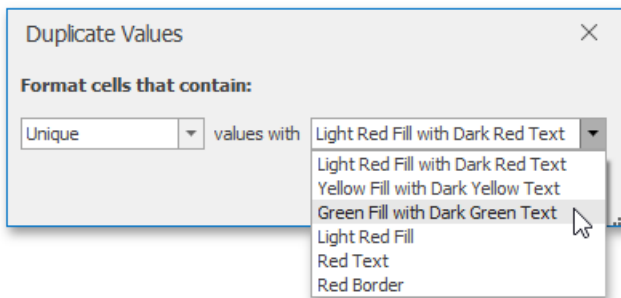 Duplicate Values
Format cells that contain:
Unique values with Light Red Fill with Dark Red Text
Light Red Fill with Dark Red Text
Yellow Fill with Dark Yellow Text
Green Fill with Dark Green Text
Light Red Fill
Red Text
Red Border